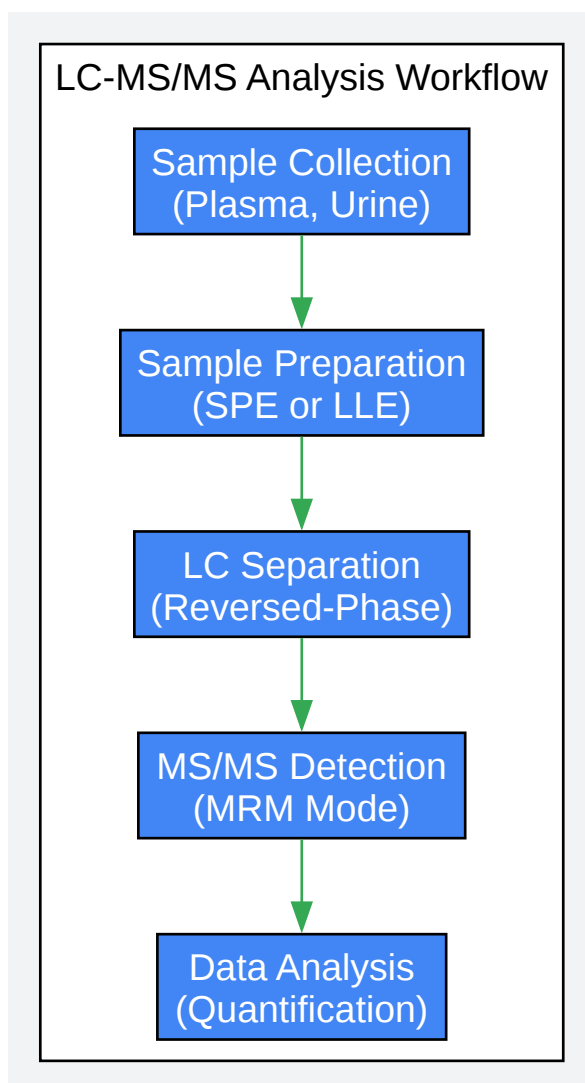 LC-MS/MS Analysis Workflow
Sample Collection
(Plasma, Urine)
Sample Preparation
(SPE or LLE)
LC Separation
(Reversed-Phase)
MS/MS Detection
(MRM Mode)
Data Analysis
(Quantification)